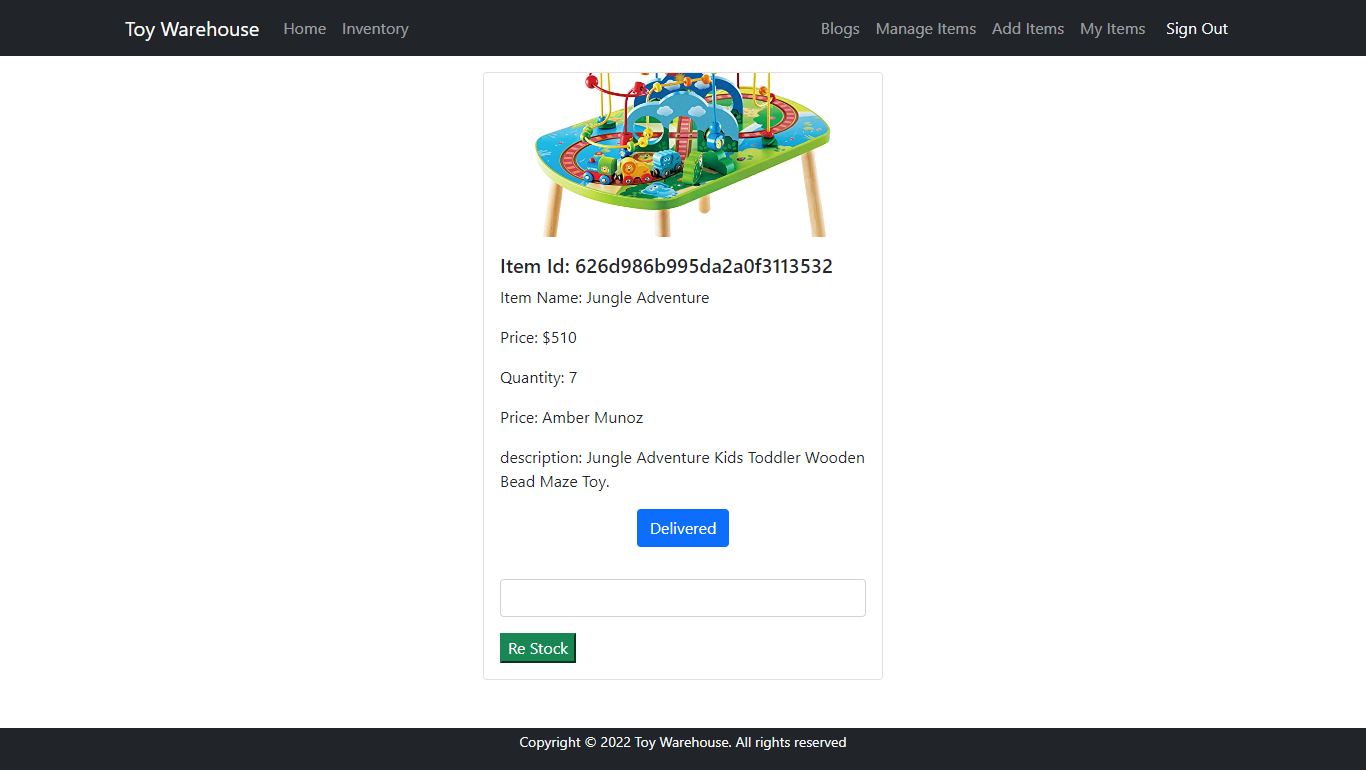 Toy Warehouse Home Inventory Blogs Manage Items Add Items My Items Sign Out
Item Id: 626d986b995da2a0f3113532
Item Name: Jungle Adventure
Price: $510
Quantity: 7
Price: Amber Munoz
description: Jungle Adventure Kids Toddler Wooden
Bead Maze Toy.
Delivered
Re Stock
Copyright © 2022 Toy Warehouse. All rights reserved